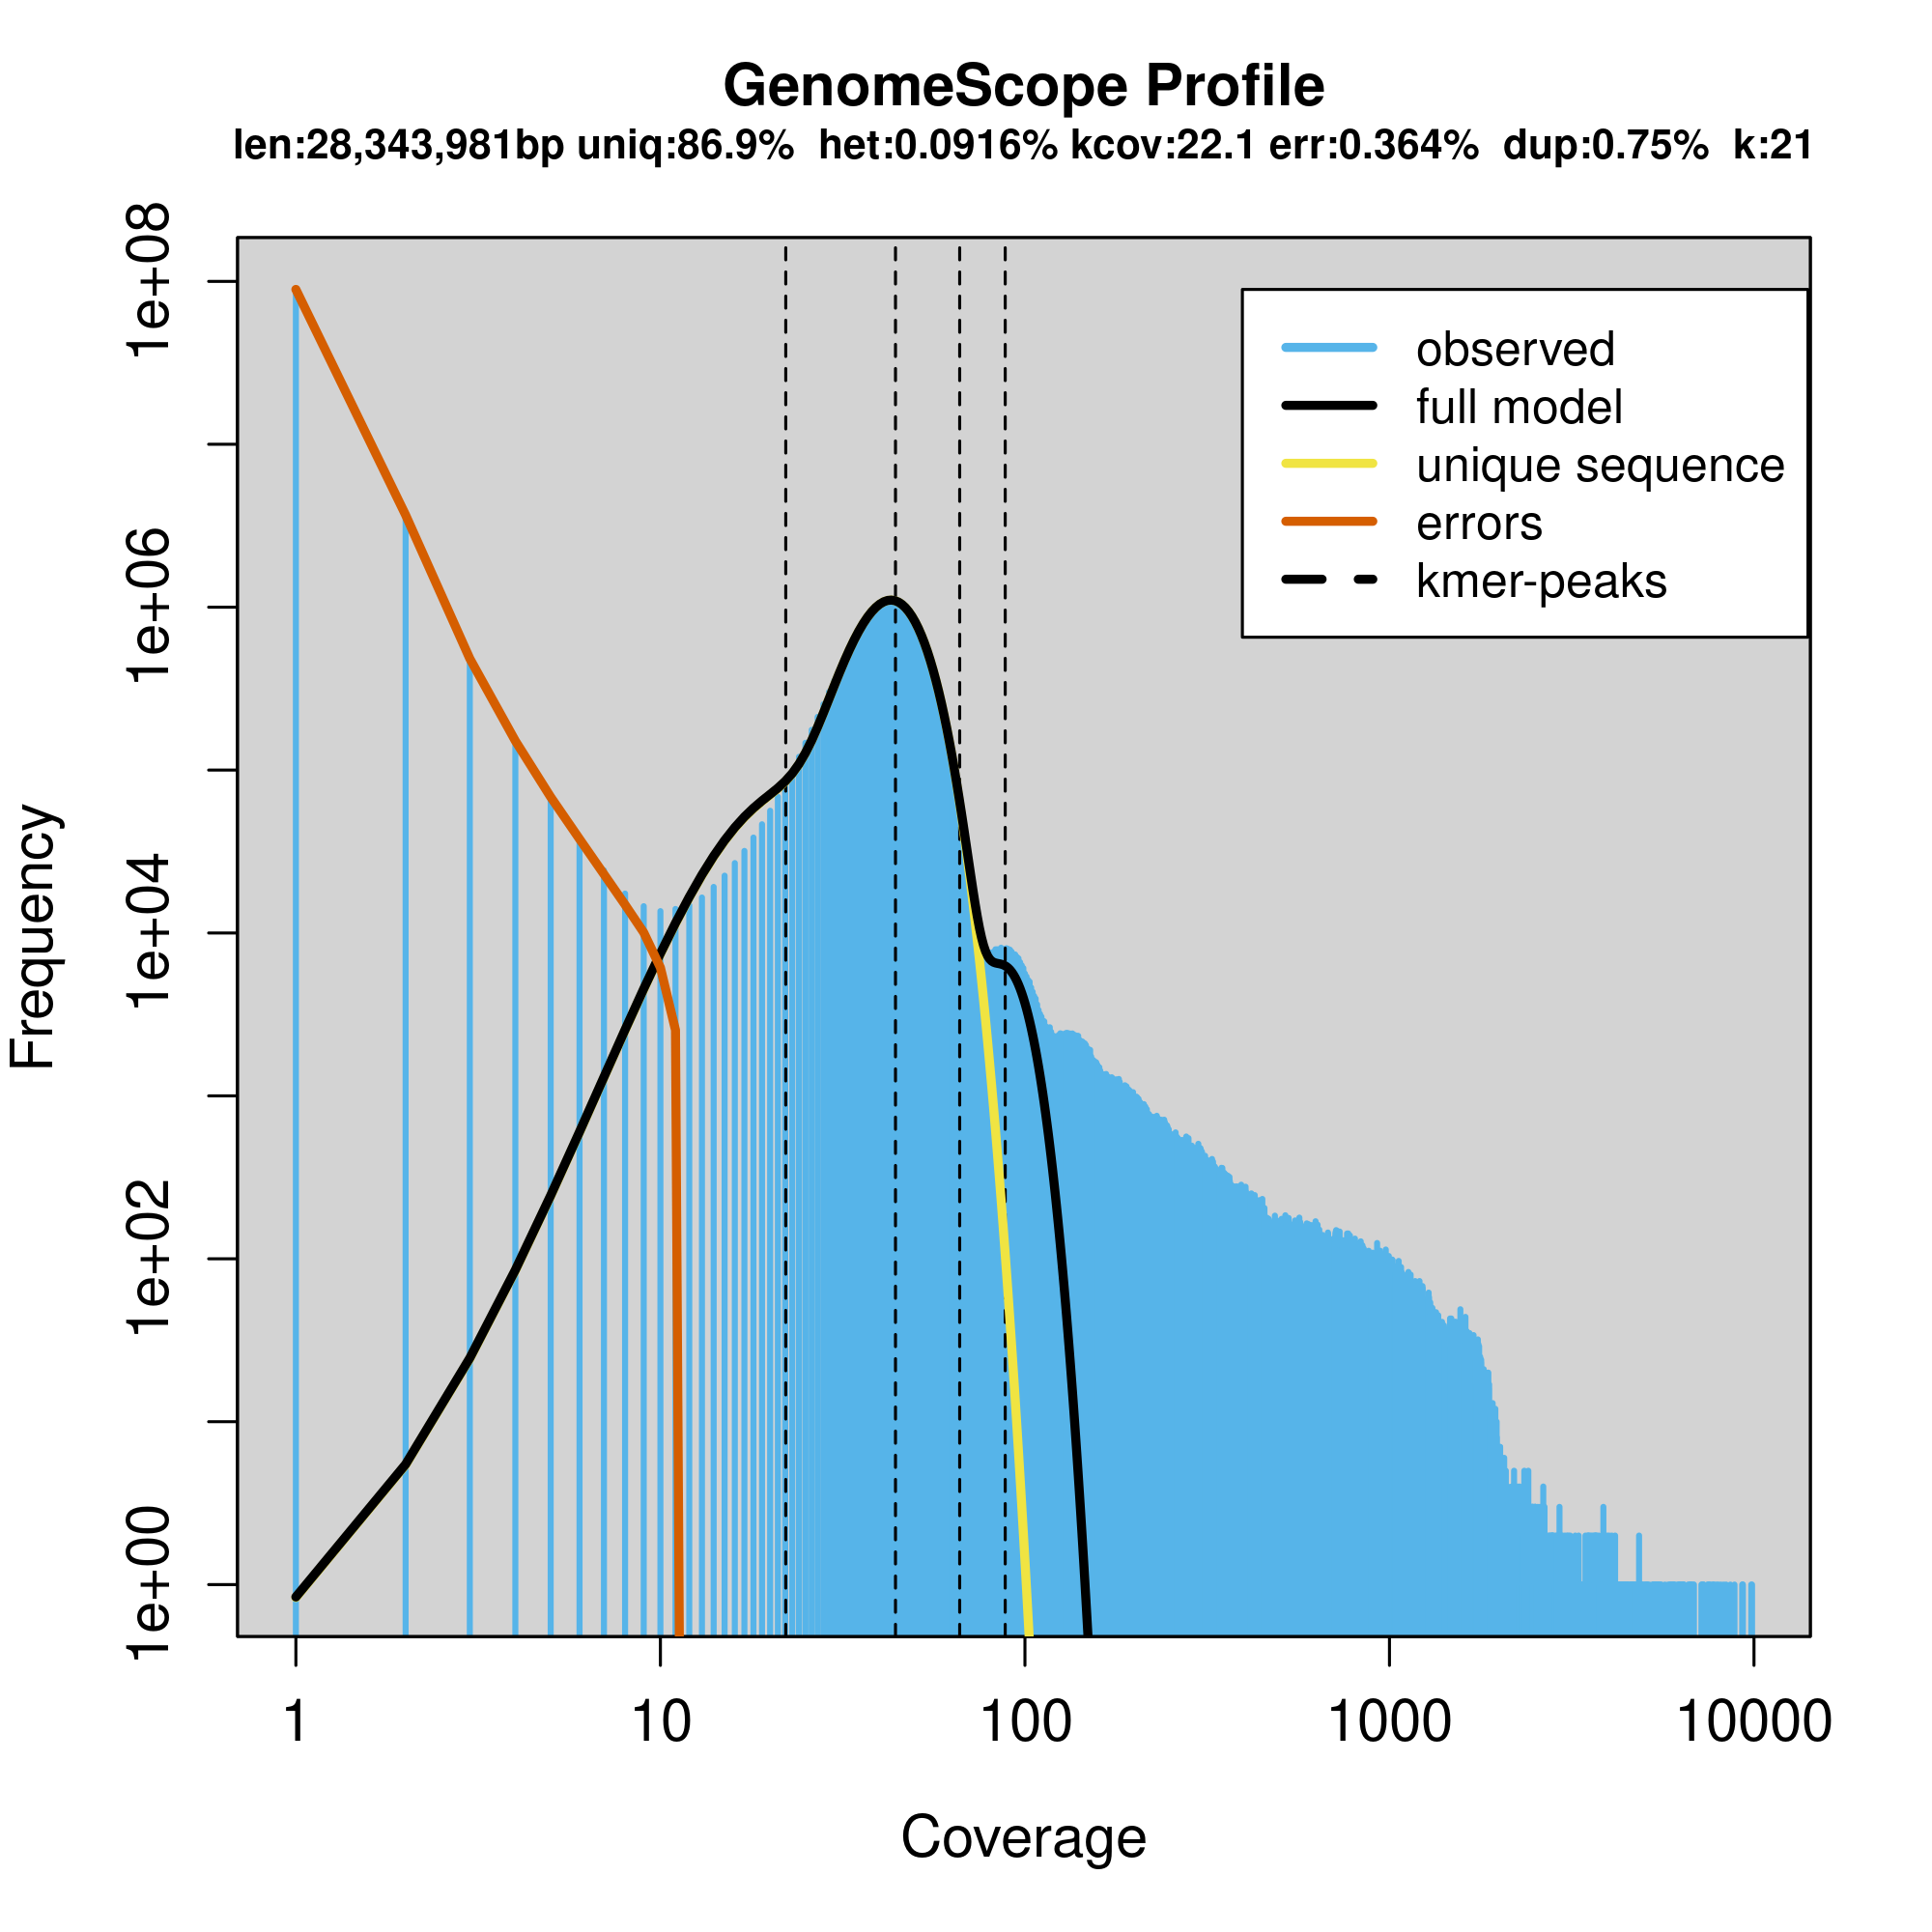 GenomeScope Profile
len:28,343,981bp uniq:86.9% het:0.0916% kcov:22.1 err:0.364% dup:0.75% k:21
1e+08
1e+06
1e+04
1e+02
1e+00
Frequency
observed
full model
unique sequence
errors
kmer-peaks
1 10 100 1000 10000
Coverage